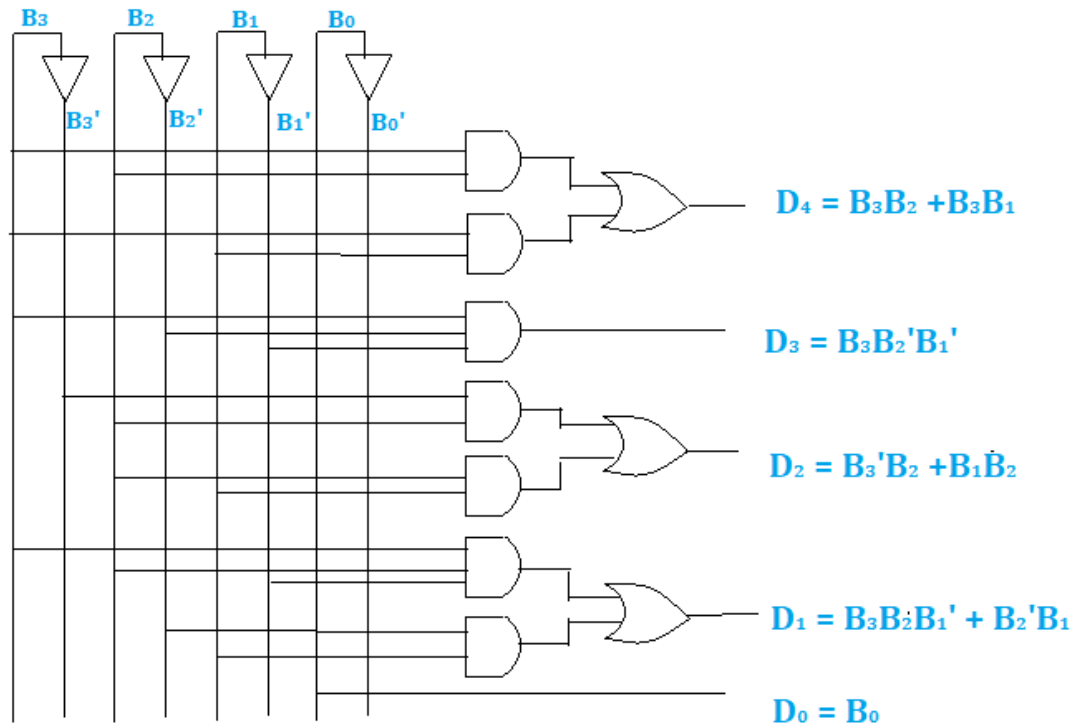 B₃ B₂ B₁ B₀
B₃' B₂' B₁' B₀'
D₄ = B₃B₂ +B₃B₁
D₃ = B₃B₂'B₁'
D₂ = B₃'B₂ +B₁B₂
D₁ = B₃B₂B₁' + B₂'B₁
D₀ = B₀